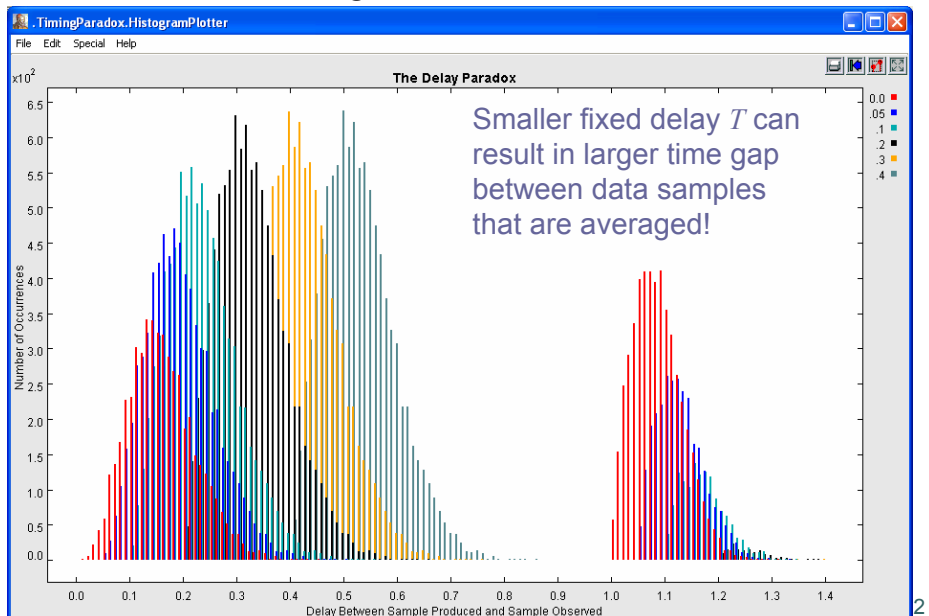 .TimingParadox.HistogramPlotter
File Edit Special Help
x10²
The Delay Paradox
Smaller fixed delay T can
result in larger time gap
between data samples
that are averaged!
0.0
.05
.1
.2
.3
.4
6.5
6.0
5.5
5.0
4.5
4.0
3.5
3.0
2.5
2.0
1.5
1.0
0.5
0.0
Number of Occurrences
0.0 0.1 0.2 0.3 0.4 0.5 0.6 0.7 0.8 0.9 1.0 1.1 1.2 1.3 1.4
Delay Between Sample Produced and Sample Observed
2